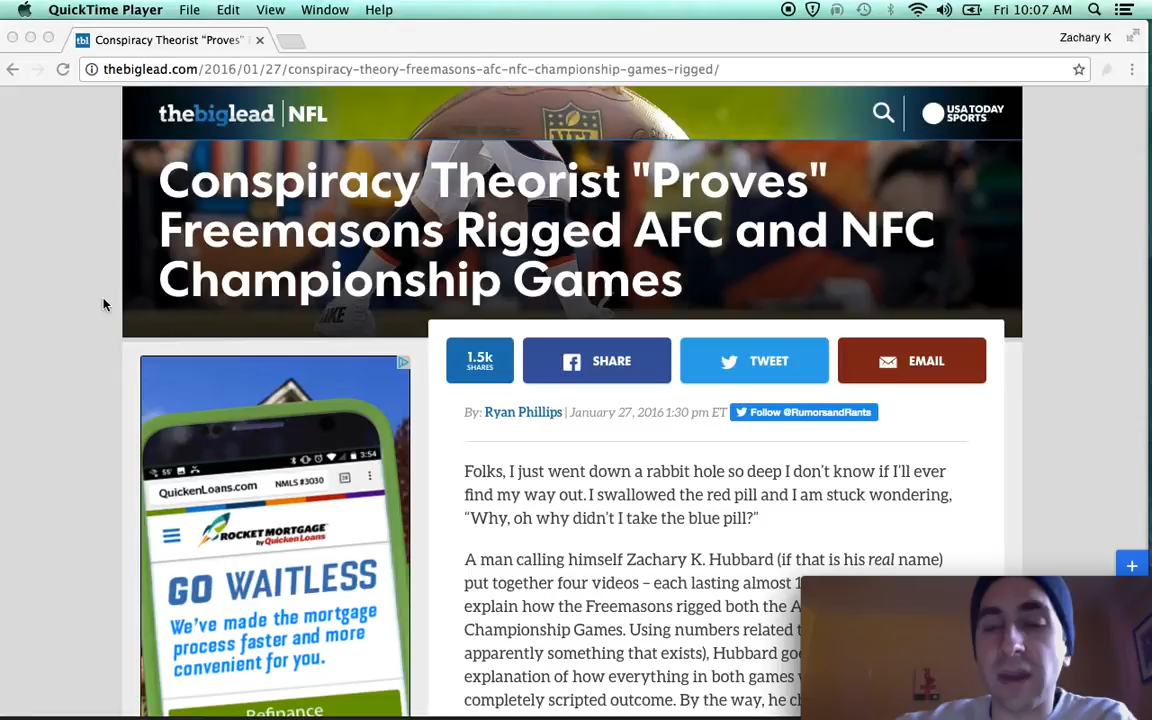 QuickTime Player File Edit View Window Help Fri 10:07 AM
tbl Conspiracy Theorist "Proves" Zachary K
thebiglead.com/2016/01/27/conspiracy-theory-freemasons-afc-nfc-championship-games-rigged/
thebiglead | NFL
USA TODAY
SPORTS
Conspiracy Theorist "Proves"
Freemasons Rigged AFC and NFC
Championship Games
1.5k
SHARES
SHARE
TWEET
EMAIL
By: Ryan Phillips | January 27, 2016 1:30 pm ET Follow @RumorsandRants
Folks, I just went down a rabbit hole so deep I don't know if I'll ever
find my way out. I swallowed the red pill and I am stuck wondering,
"Why, oh why didn't I take the blue pill?"
A man calling himself Zachary K. Hubbard (if that is his real name)
put together four videos – each lasting almost 1
explain how the Freemasons rigged both the A
Championship Games. Using numbers related t
apparently something that exists), Hubbard goe
explanation of how everything in both games
completely scripted outcome. By the way, he c
NFL
NIKE
55° 3:54
QuickenLoans.com NMLS #3030
ROCKET MORTGAGE
by Quicken Loans
GO WAITLESS
We've made the mortgage
process faster and more
convenient for you.
Refinance
+